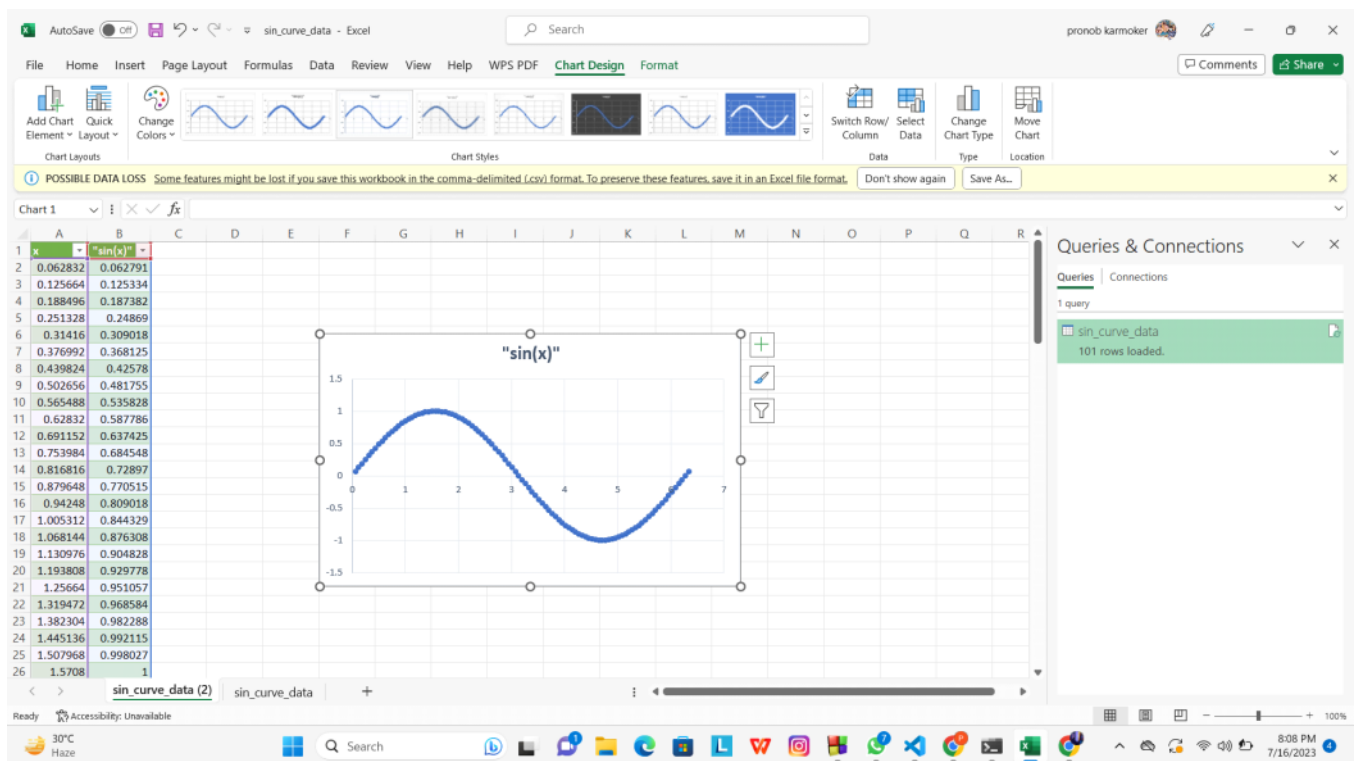 AutoSave Off sin_curve_data - Excel Search pronob karmoker
File Home Insert Page Layout Formulas Data Review View Help WPS PDF Chart Design Format Comments Share
Add Chart Element Quick Layout Change Colors Switch Row/ Column Select Data Change Chart Type Move Chart
Chart Layouts Chart Styles Data Type Location
POSSIBLE DATA LOSS Some features might be lost if you save this workbook in the comma-delimited (.csv) format. To preserve these features, save it in an Excel file format. Don't show again Save As...
Chart 1 fx
A B C D E F G H I J K L M N O P Q R
1 x "sin(x)"
2 0.062832 0.062791
3 0.125664 0.125334
4 0.188496 0.187382
5 0.251328 0.24869
6 0.31416 0.309018
7 0.376992 0.368125
8 0.439824 0.42578
9 0.502656 0.481755
10 0.565488 0.535828
11 0.62832 0.587786
12 0.691152 0.637425
13 0.753984 0.684548
14 0.816816 0.72897
15 0.879648 0.770515
16 0.94248 0.809018
17 1.005312 0.844329
18 1.068144 0.876308
19 1.130976 0.904828
20 1.193808 0.929778
21 1.25664 0.951057
22 1.319472 0.968584
23 1.382304 0.982288
24 1.445136 0.992115
25 1.507968 0.998027
26 1.5708 1
"sin(x)"
1.5
1
0.5
0
-0.5
-1
-1.5
0 1 2 3 4 5 6 7
Queries & Connections
Queries Connections
1 query
sin_curve_data
101 rows loaded.
sin_curve_data (2) sin_curve_data +
Ready Accessibility: Unavailable 100%
30°C
Haze
Search
8:08 PM
7/16/2023